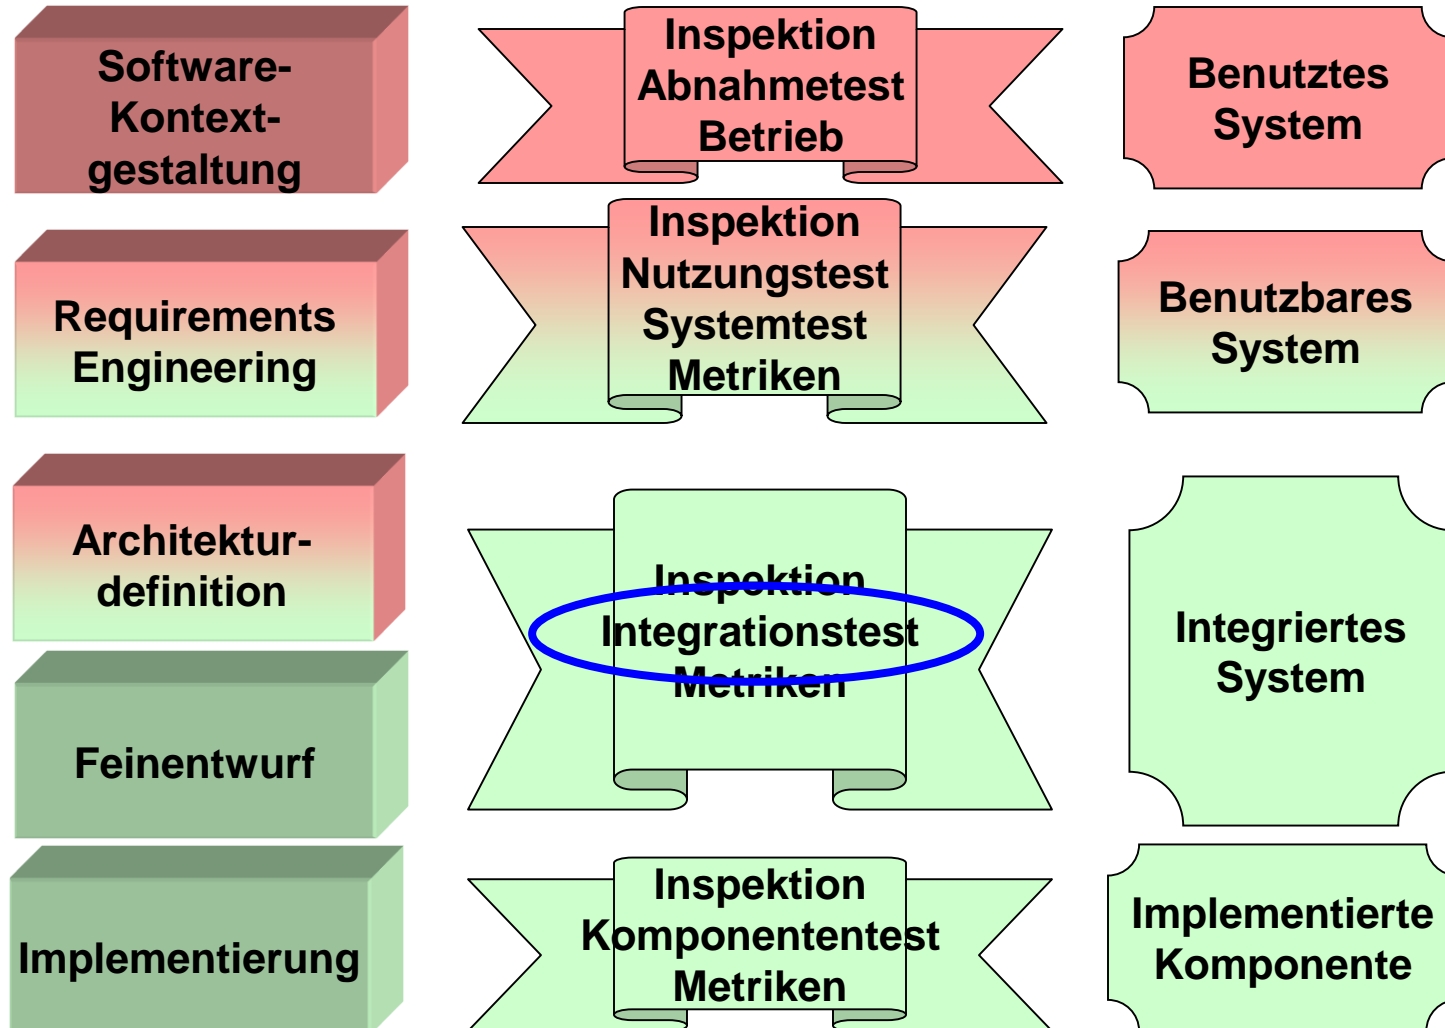 Software-
Kontext-
gestaltung
Inspektion
Abnahmetest
Betrieb
Benutztes
System
Requirements
Engineering
Inspektion
Nutzungstest
Systemtest
Metriken
Benutzbares
System
Architektur-
definition
Inspektion
Integrationstest
Metriken
Integriertes
System
Feinentwurf
Implementierung
Inspektion
Komponententest
Metriken
Implementierte
Komponente